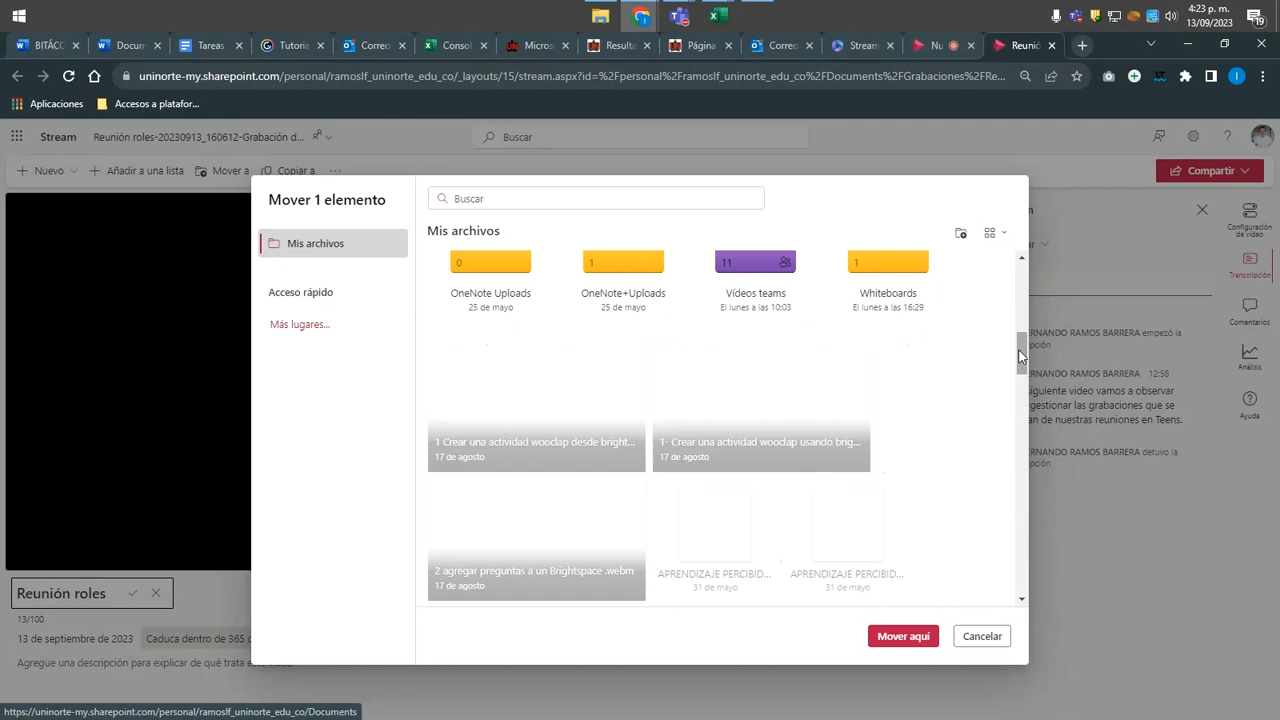 4:23 p. m.
13/09/2023
19
BITÁCC
Docum
Tareas
Tutoria
Correo
Consol
Micros
Resulta
Página
Correo
Stream
Nu
Reunió
uninorte-my.sharepoint.com/personal/ramoslf_uninorte_edu_co/_layouts/15/stream.aspx?id=%2Fpersonal%2Framoslf_uninorte_edu_co%2FDocuments%2FGrabaciones%2FRe...
Aplicaciones
Accesos a platafor...
Stream
Reunión roles-20230913_160612-Grabación d...
Buscar
Nuevo
Añadir a una lista
Mover a
Copiar a
...
Compartir
Mover 1 elemento
Buscar
Mis archivos
Acceso rápido
Más lugares...
Mis archivos
0
1
11
1
OneNote Uploads
OneNote+Uploads
Vídeos teams
Whiteboards
25 de mayo
25 de mayo
El lunes a las 10:03
El lunes a las 16:29
1 Crear una actividad wooclap desde bright...
17 de agosto
1- Crear una actividad wooclap usando brig...
17 de agosto
2 agregar preguntas a un Brightspace .webm
17 de agosto
APRENDIZAJE PERCIBID...
31 de mayo
APRENDIZAJE PERCIBID...
31 de mayo
Mover aquí
Cancelar
Configuración
de vídeo
Transcripción
Comentarios
Análisis
Ayuda
ERNANDO RAMOS BARRERA empezó la
pción
ERNANDO RAMOS BARRERA 12:58
siguiente video vamos a observar
gestionar las grabaciones que se
an de nuestras reuniones en Teens.
ERNANDO RAMOS BARRERA detuvo la
pción
Reunión roles
13/100
13 de septiembre de 2023
Caduca dentro de 365 d
Agregue una descripción para explicar de qué trata este vídeo
https://uninorte-my.sharepoint.com/personal/ramoslf_uninorte_edu_co/Documents